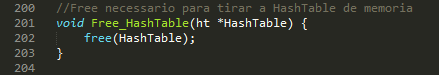 200 //Free necessario para tirar a HashTable de memoria
201 void Free_HashTable(ht *HashTable) {
202 free(HashTable);
203 }
204